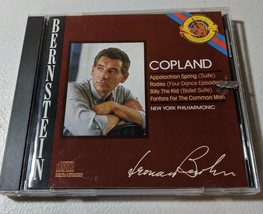 BERNSTEIN
COPLAND
Appalachian Spring (Suite)
Rodeo (Four Dance Episodes)
Billy The Kid (Ballet Suite)
Fanfare For The Common Man
NEW YORK PHILHARMONIC